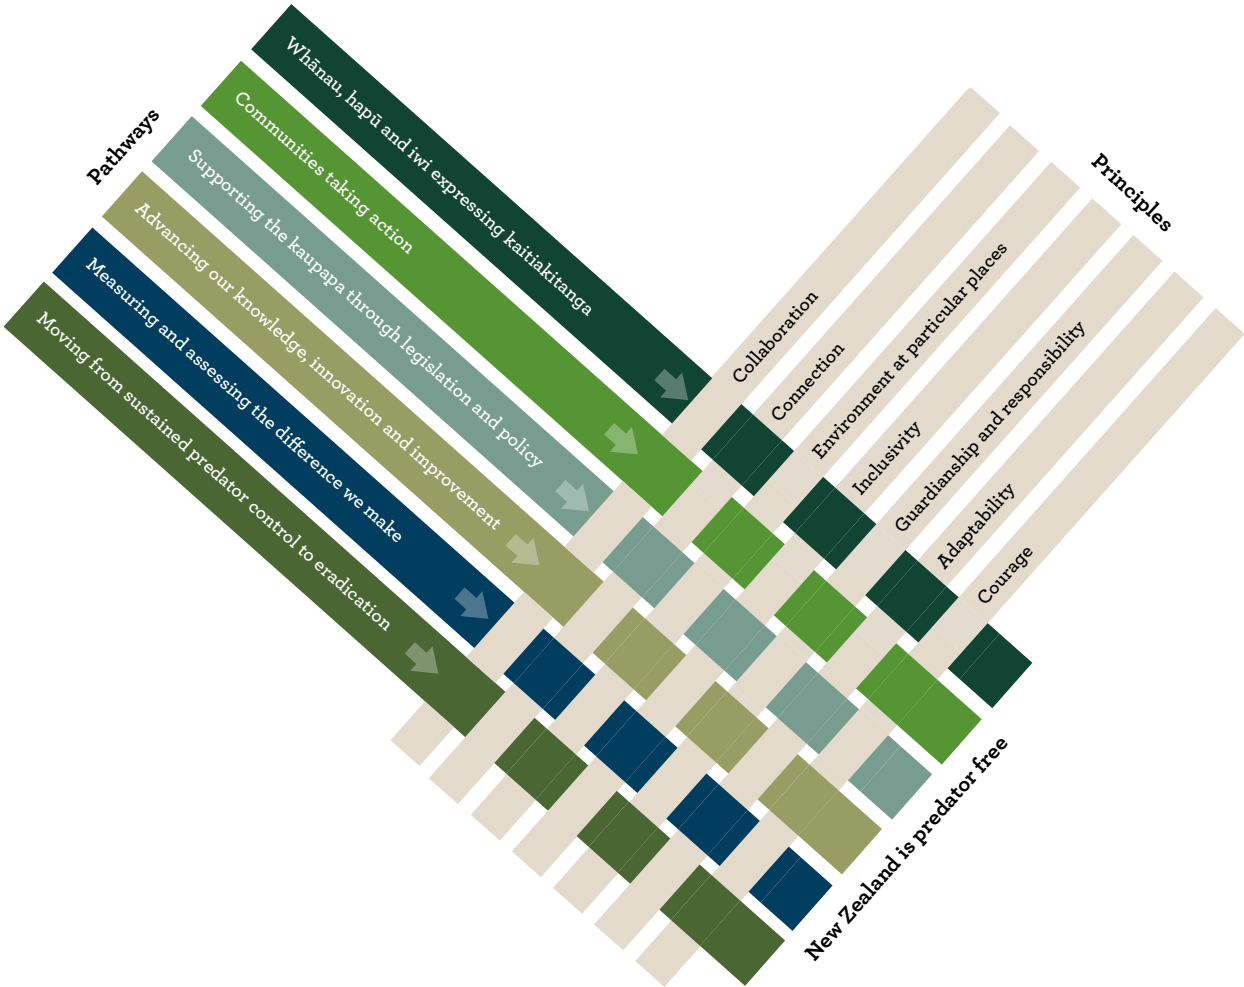 Pathways
Whānau, hapū and iwi expressing kaitiakitanga
Communities taking action
Supporting the kaupapa through legislation and policy
Advancing our knowledge, innovation and improvement
Measuring and assessing the difference we make
Moving from sustained predator control to eradication
Principles
Collaboration
Connection
Environment at particular places
Inclusivity
Guardianship and responsibility
Adaptability
Courage
New Zealand is predator free